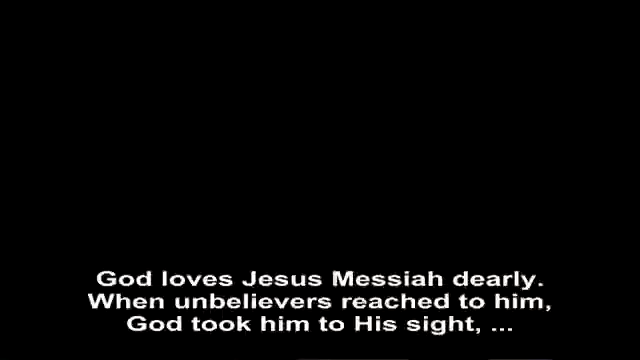 God loves Jesus Messiah dearly.
When unbelievers reached to him,
God took him to His sight, ...